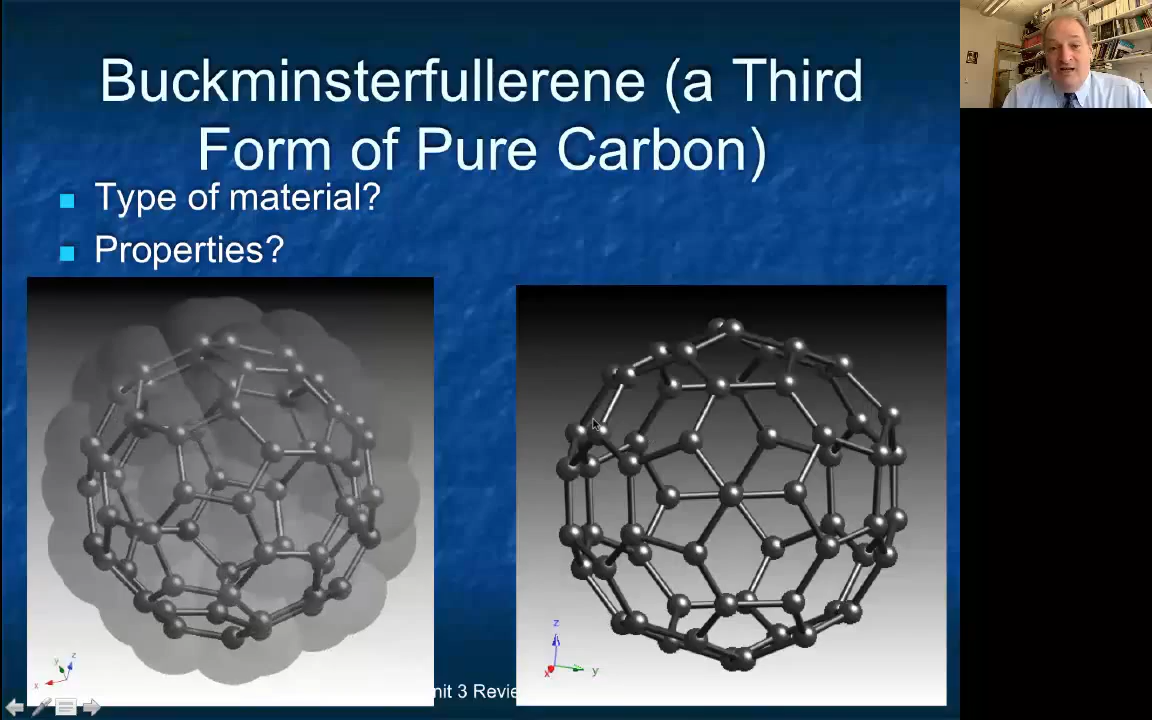 Buckminsterfullerene (a Third
Form of Pure Carbon)
Type of material?
Properties?
z
y
x
z
x
y
nit 3 Revie